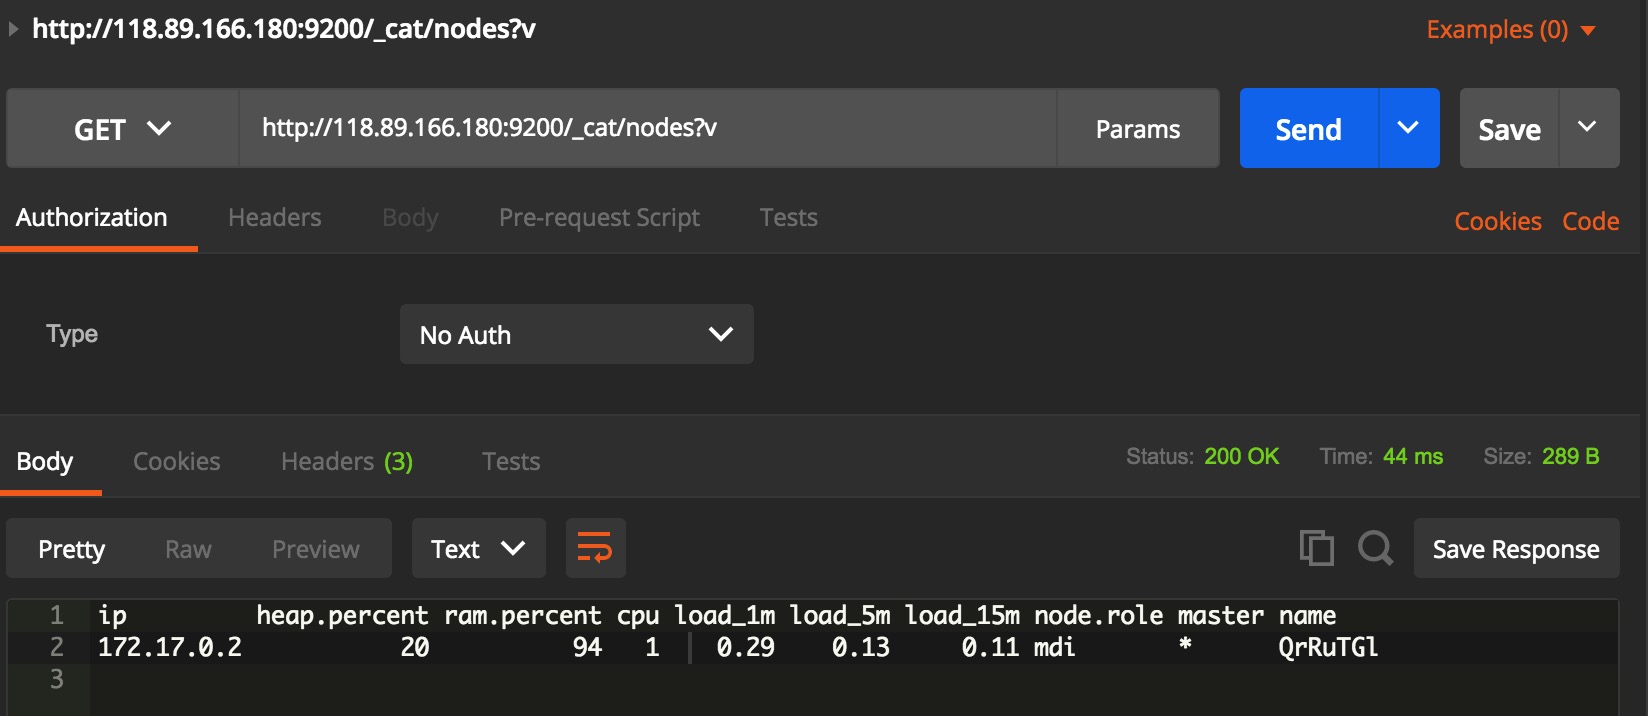 http://118.89.166.180:9200/_cat/nodes?v Examples (0)
GET http://118.89.166.180:9200/_cat/nodes?v Params Send Save
Authorization Headers Body Pre-request Script Tests Cookies Code
Type No Auth
Body Cookies Headers (3) Tests Status: 200 OK Time: 44 ms Size: 289 B
Pretty Raw Preview Text Save Response
1 ip heap.percent ram.percent cpu load_1m load_5m load_15m node.role master name
2 172.17.0.2 20 94 1 0.29 0.13 0.11 mdi * QrRuTGl
3